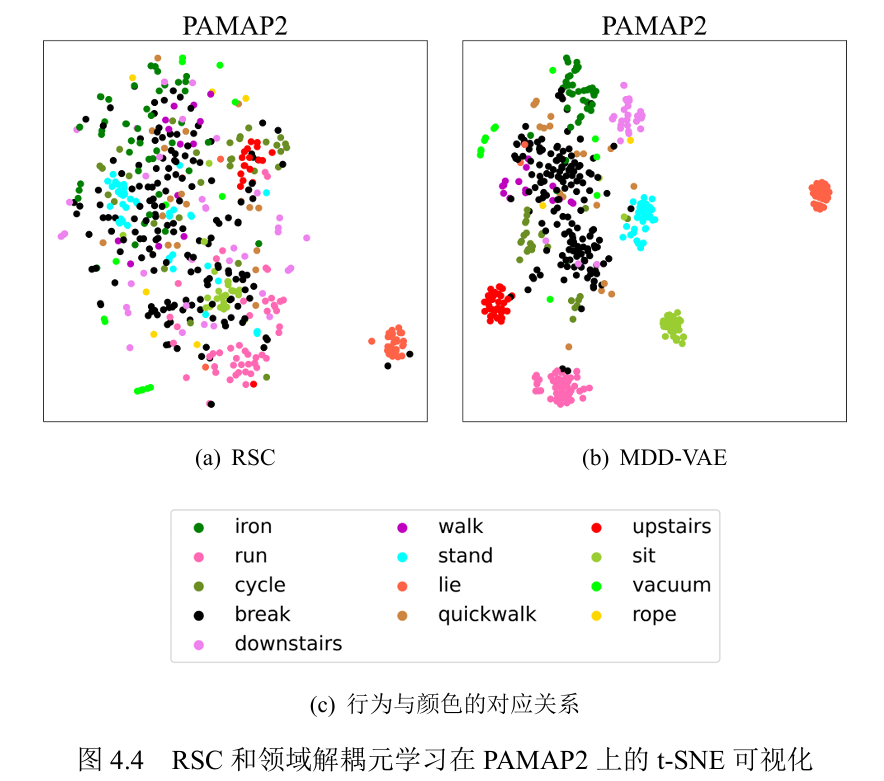 PAMAP2 PAMAP2
(a) RSC (b) MDD-VAE
iron walk upstairs
run stand sit
cycle lie vacuum
break quickwalk rope
downstairs
(c) 行为与颜色的对应关系
图 4.4 RSC 和领域解耦元学习在 PAMAP2 上的 t-SNE 可视化